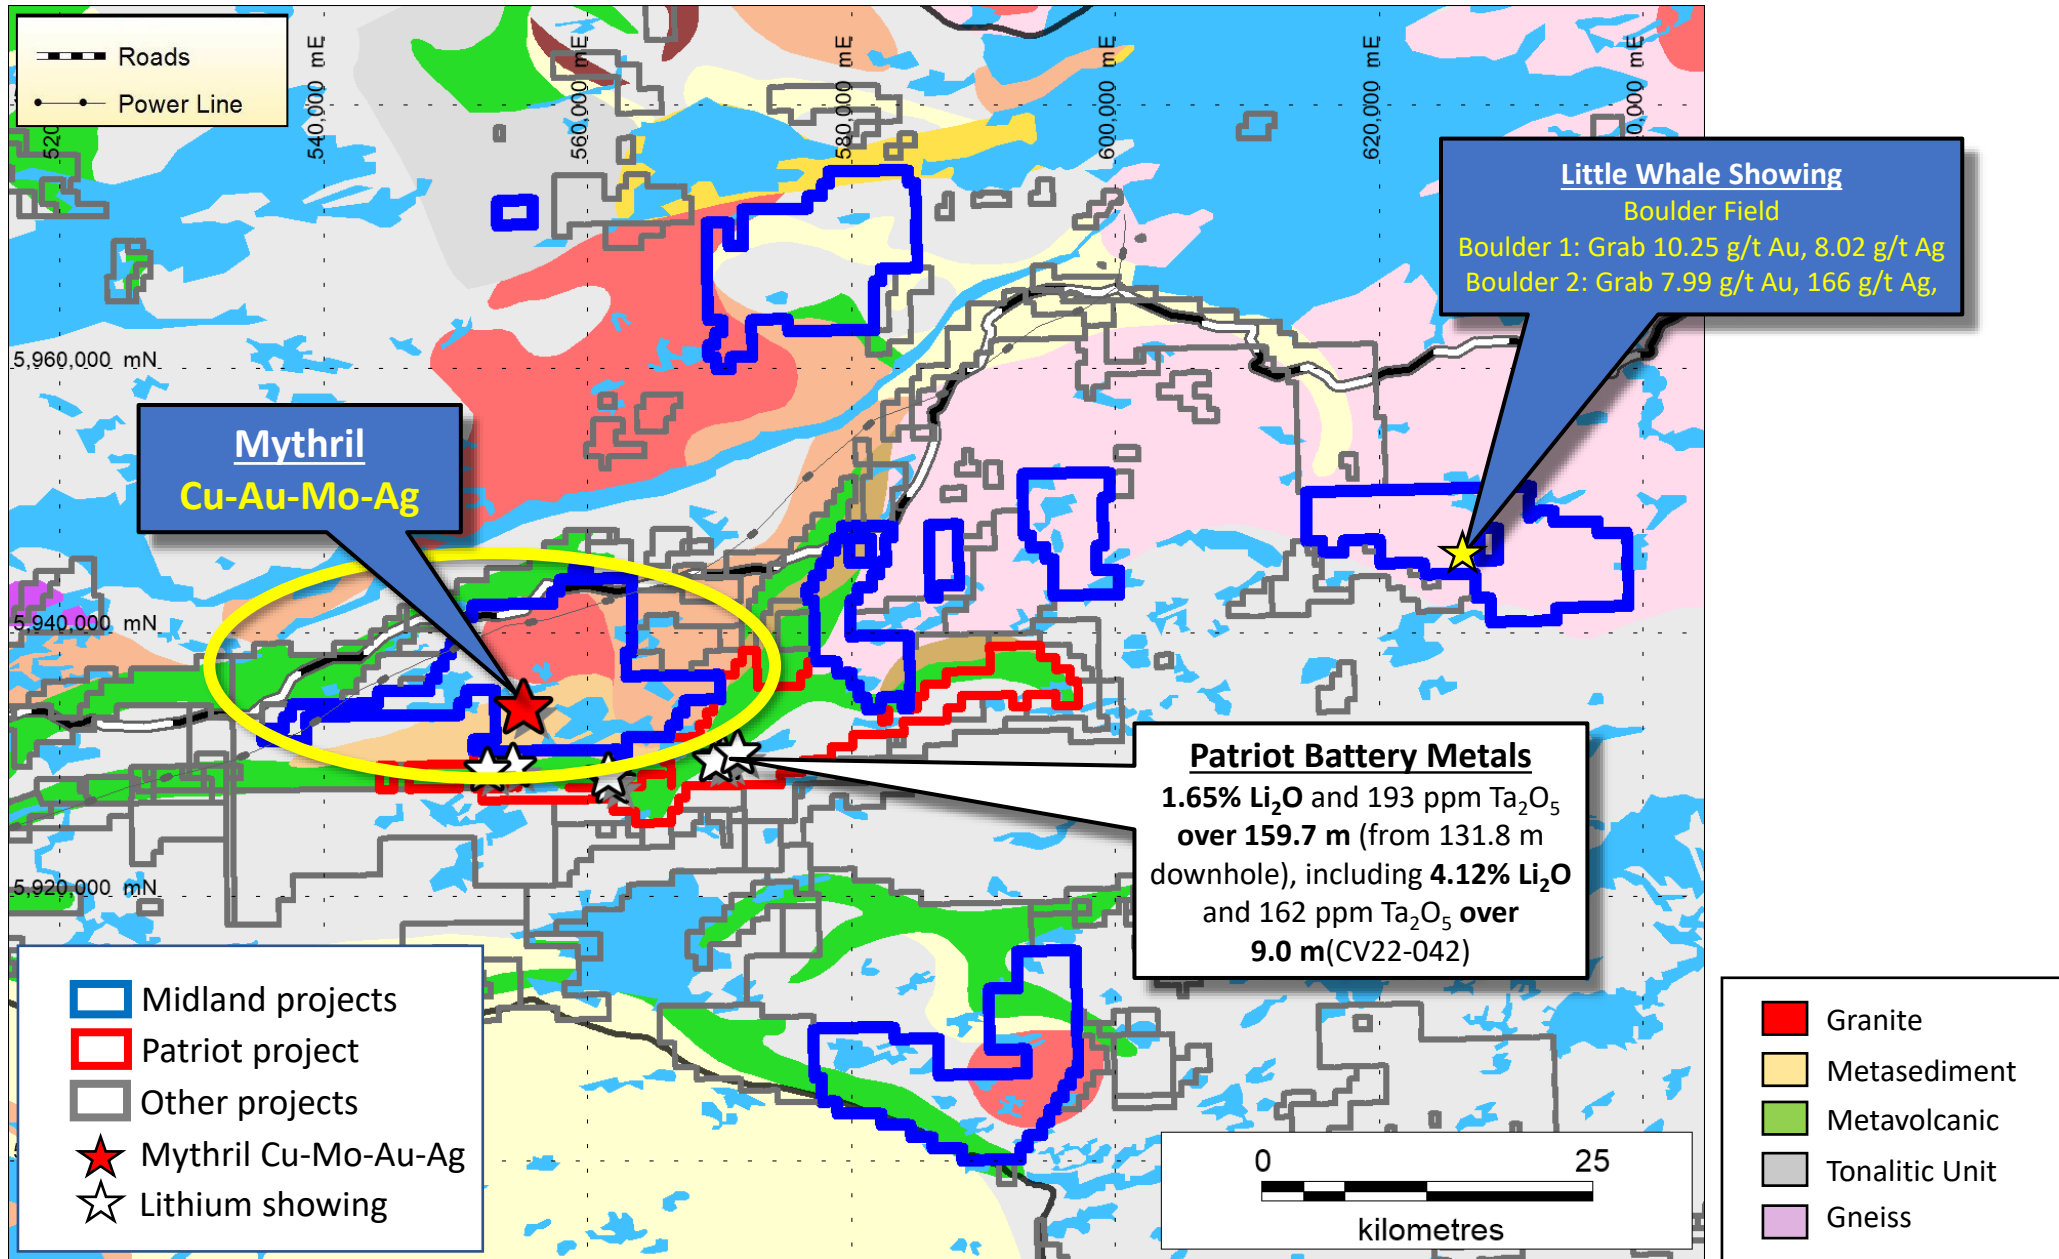 Roads
Power Line
520
540,000 mE
560,000 mE
580,000 mE
600,000 mE
620,000 mE
0,000 mE
Little Whale Showing
Boulder Field
Boulder 1: Grab 10.25 g/t Au, 8.02 g/t Ag
Boulder 2: Grab 7.99 g/t Au, 166 g/t Ag,
5,960,000 mN
Mythril
Cu-Au-Mo-Ag
5,940,000 mN
Patriot Battery Metals
1.65% Li₂O and 193 ppm Ta₂O₅
over 159.7 m (from 131.8 m
downhole), including 4.12% Li₂O
and 162 ppm Ta₂O₅ over
9.0 m(CV22-042)
5,920,000 mN
Midland projects
Patriot project
Other projects
Mythril Cu-Mo-Au-Ag
Lithium showing
0 25
kilometres
Granite
Metasediment
Metavolcanic
Tonalitic Unit
Gneiss